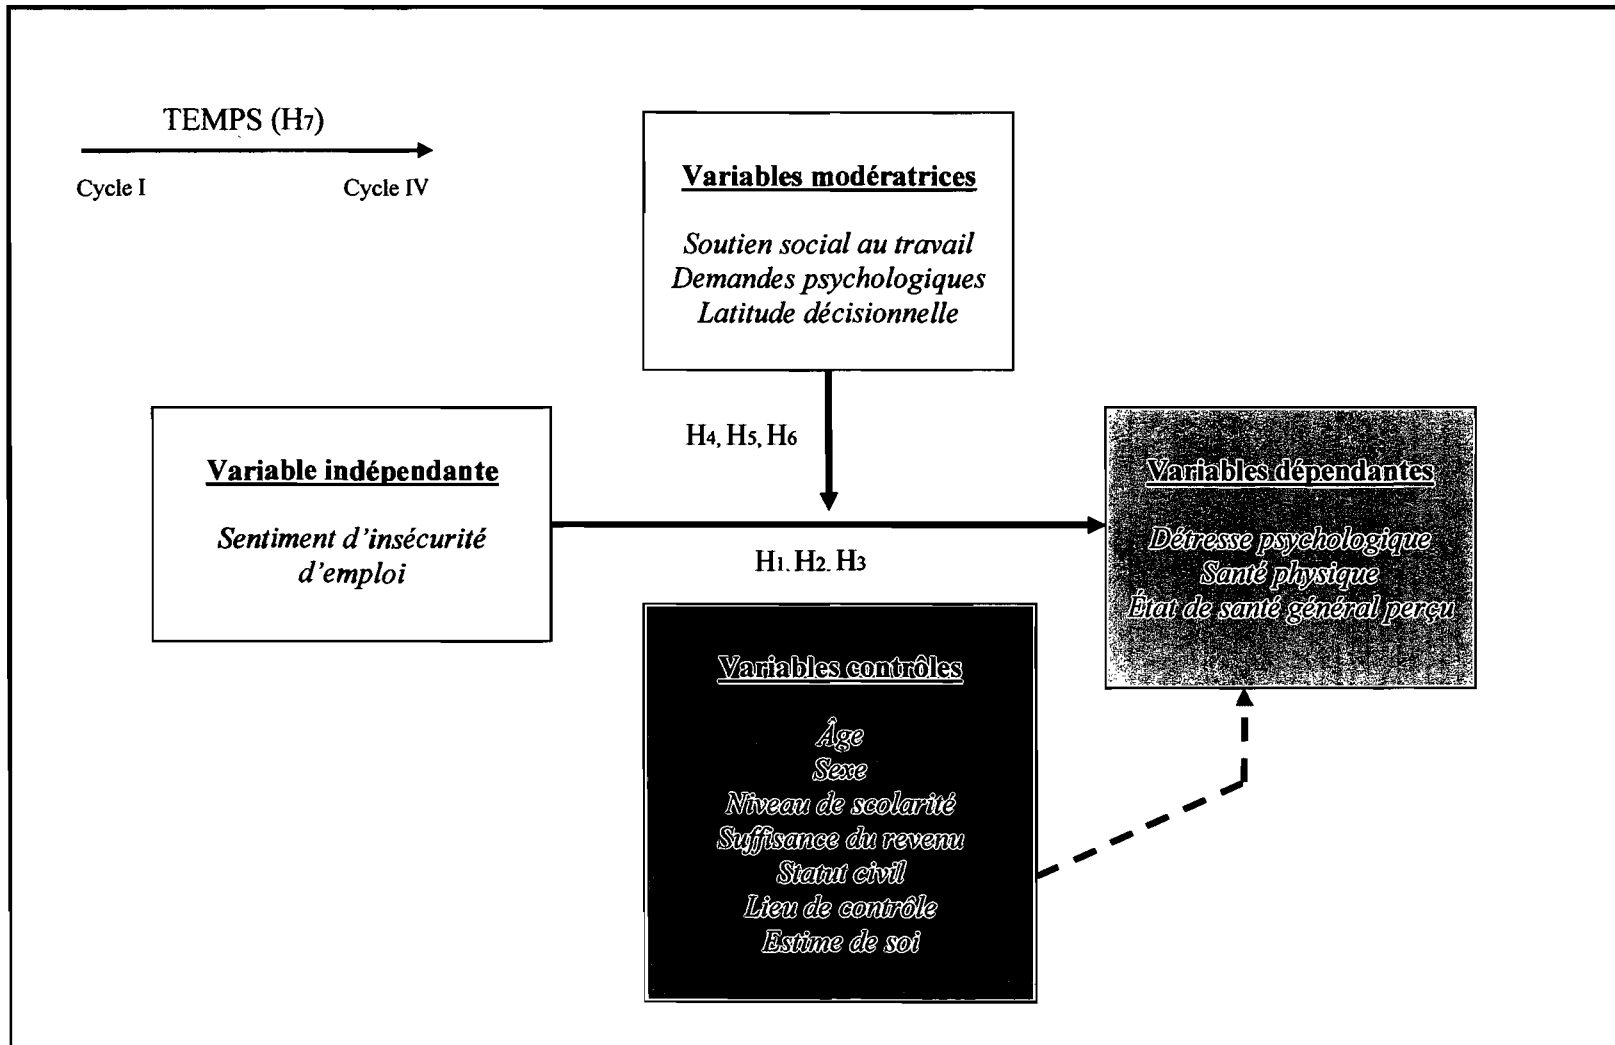 TEMPS (H7)
Cycle I Cycle IV
Variables modératrices
Soutien social au travail
Demandes psychologiques
Latitude décisionnelle
H4, H5, H6
Variable indépendante
Sentiment d'insécurité
d'emploi
H1. H2. H3
Variables dépendantes
Détresse psychologique
Santé physique
État de santé général perçu
Variables contrôles
Âge
Sexe
Niveau de scolarité
Suffisance du revenu
Statut civil
Lieu de contrôle
Estime de soi